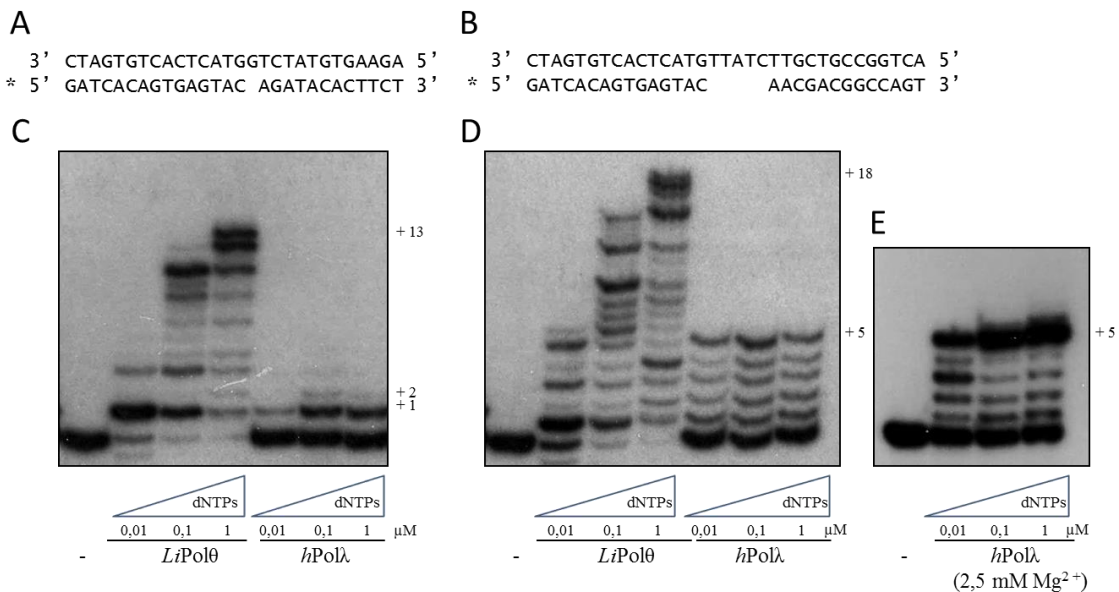 A
3’ CTAGTGTCACTCATGGTCTATGTGAAGA 5’
* 5’ GATCACAGTGAGTAC AGATACACTTCT 3’
B
3’ CTAGTGTCACTCATGTTATCTTGCTGCCGGTCA 5’
* 5’ GATCACAGTGAGTAC AACGACGGCCAGT 3’
C
+ 13
+ 2
+ 1
dNTPs dNTPs
0,01 0,1 1 0,01 0,1 1 µM
- LiPolθ hPolλ
D
+ 18
+ 5
dNTPs dNTPs
0,01 0,1 1 0,01 0,1 1 µM
- LiPolθ hPolλ
E
+ 5
dNTPs
0,01 0,1 1 µM
- hPolλ
(2,5 mM Mg²⁺)